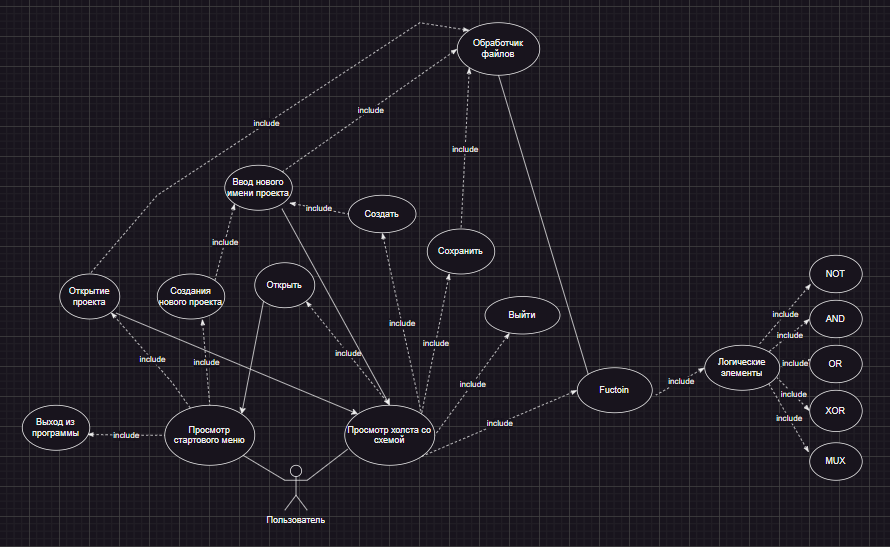 Обработчик
файлов
include
include
include
Ввод нового
имени проекта
include
Создать
Сохранить
include
Открытие
проекта
Создания
нового проекта
Открыть
Выйти
NOT
include
AND
include
include
include
include
include
include
OR
Логические
элементы
include
include
Fuctoin
include
XOR
include
MUX
Выход из
программы
include
Просмотр
стартового меню
Просмотр холста со
схемой
include
Пользователь